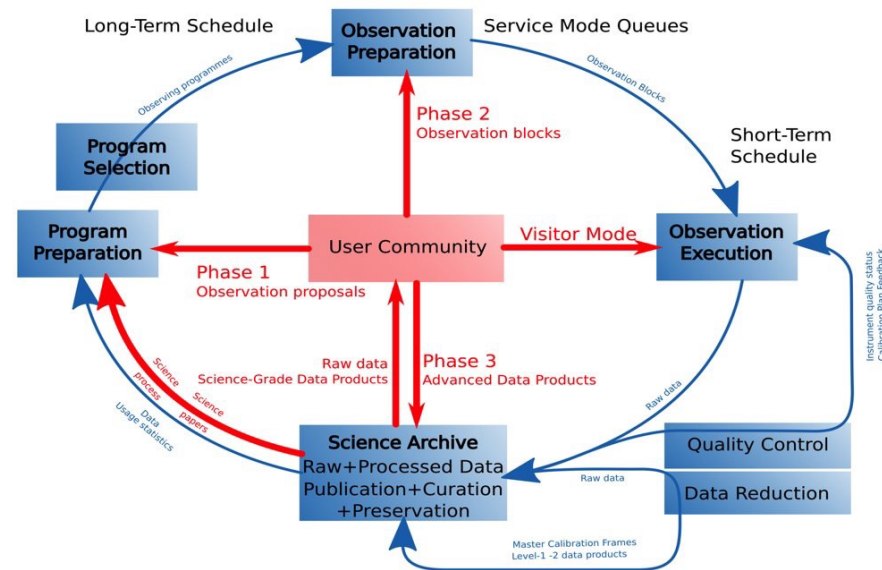 Long-Term Schedule
Observation
Preparation
Service Mode Queues
Observing programmes
Observation Blocks
Phase 2
Observation blocks
Short-Term
Schedule
Program
Selection
Program
Preparation
User Community
Visitor Mode
Observation
Execution
Phase 1
Observation proposals
Instrument quality status
Calibration Plan Feedback
Raw data
Science-Grade Data Products
Phase 3
Advanced Data Products
Science Science
process papers
Data
Usage statistics
Raw data
Science Archive
Raw+Processed Data
Publication+Curation
+Preservation
Quality Control
Raw data
Data Reduction
Master Calibration Frames
Level-1 -2 data products